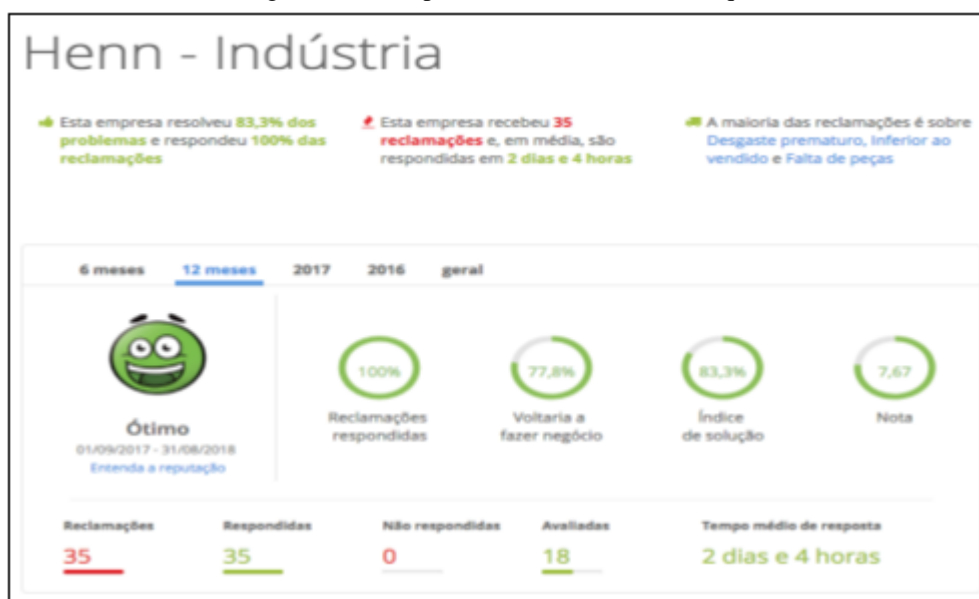 Henn - Indústria
Esta empresa resolveu 83,3% dos
problemas e respondeu 100% das
reclamações
Esta empresa recebeu 35
reclamações e, em média, são
respondidas em 2 dias e 4 horas
A maioria das reclamações é sobre
Desgaste prematuro, Inferior ao
vendido e Falta de peças
6 meses 12 meses 2017 2016 geral
Ótimo
01/09/2017 - 31/08/2018
Entenda a reputação
100%
Reclamações
respondidas
77,8%
Voltaria a
fazer negócio
83,3%
Índice
de solução
7,67
Nota
Reclamações Respondidas Não respondidas Avaliadas Tempo médio de resposta
35 35 0 18 2 dias e 4 horas